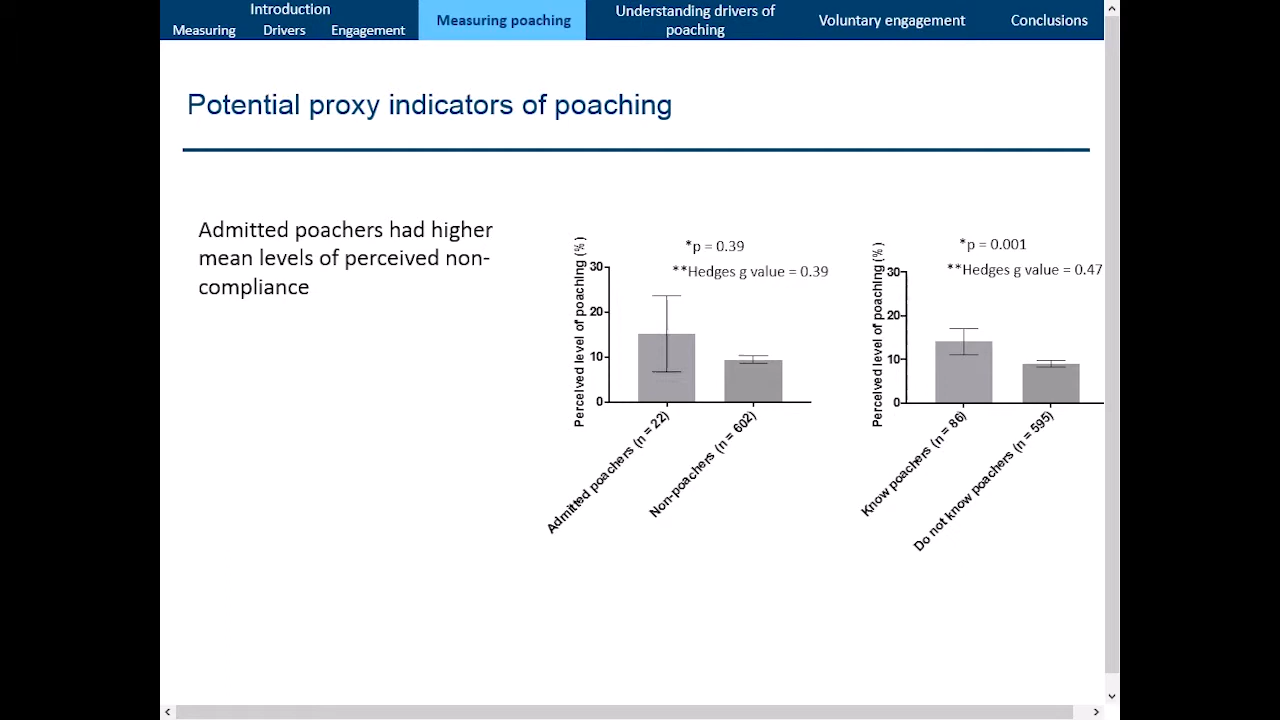 Introduction
Measuring Drivers Engagement
Measuring poaching
Understanding drivers of
poaching
Voluntary engagement
Conclusions
Potential proxy indicators of poaching
Admitted poachers had higher
mean levels of perceived non-
compliance
*p = 0.39
**Hedges g value = 0.39
Perceived level of poaching (%)
30
20
10
0
Admitted poachers (n = 22)
Non-poachers (n = 602)
*p = 0.001
**Hedges g value = 0.47
Perceived level of poaching (%)
30
20
10
0
Know poachers (n = 86)
Do not know poachers (n = 595)